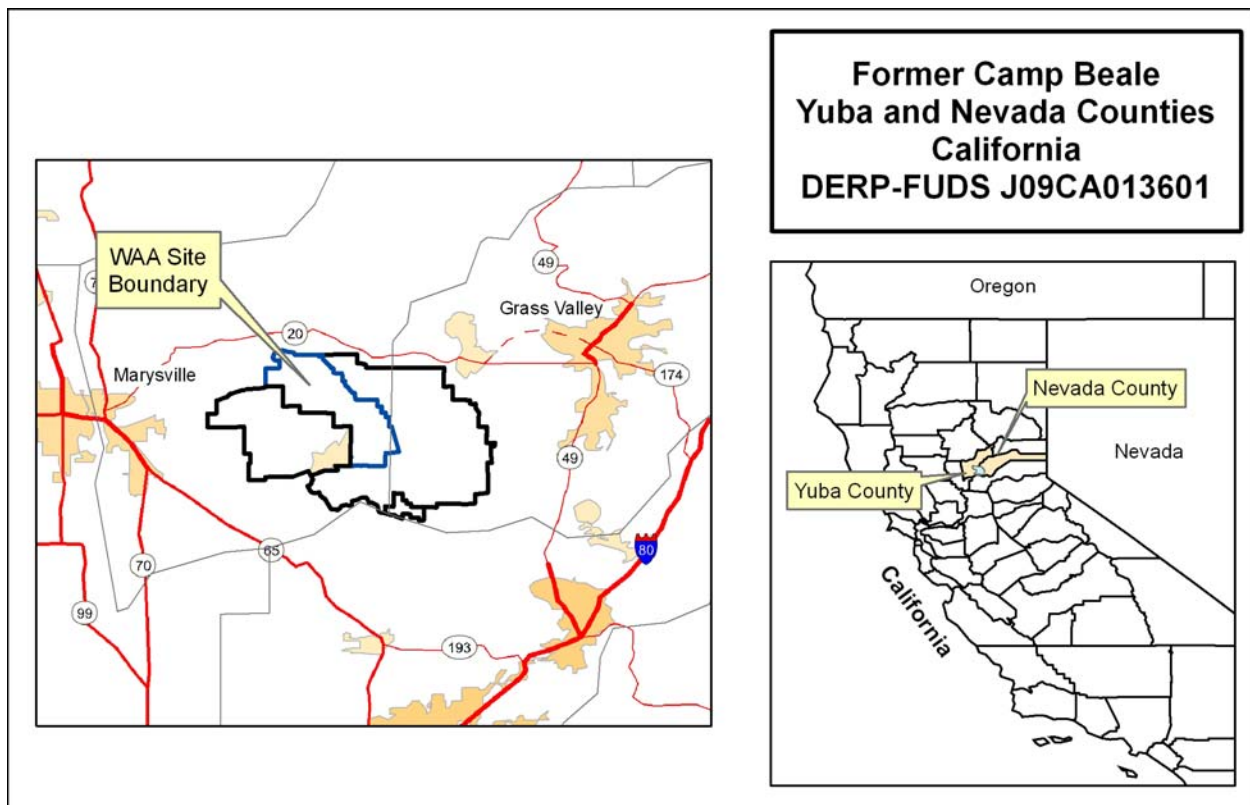 Former Camp Beale
Yuba and Nevada Counties
California
DERP-FUDS J09CA013601
WAA Site
Boundary
49
Grass Valley
20
Marysville
174
49
80
65
70
99
193
Oregon
Nevada County
Nevada
Yuba County
California